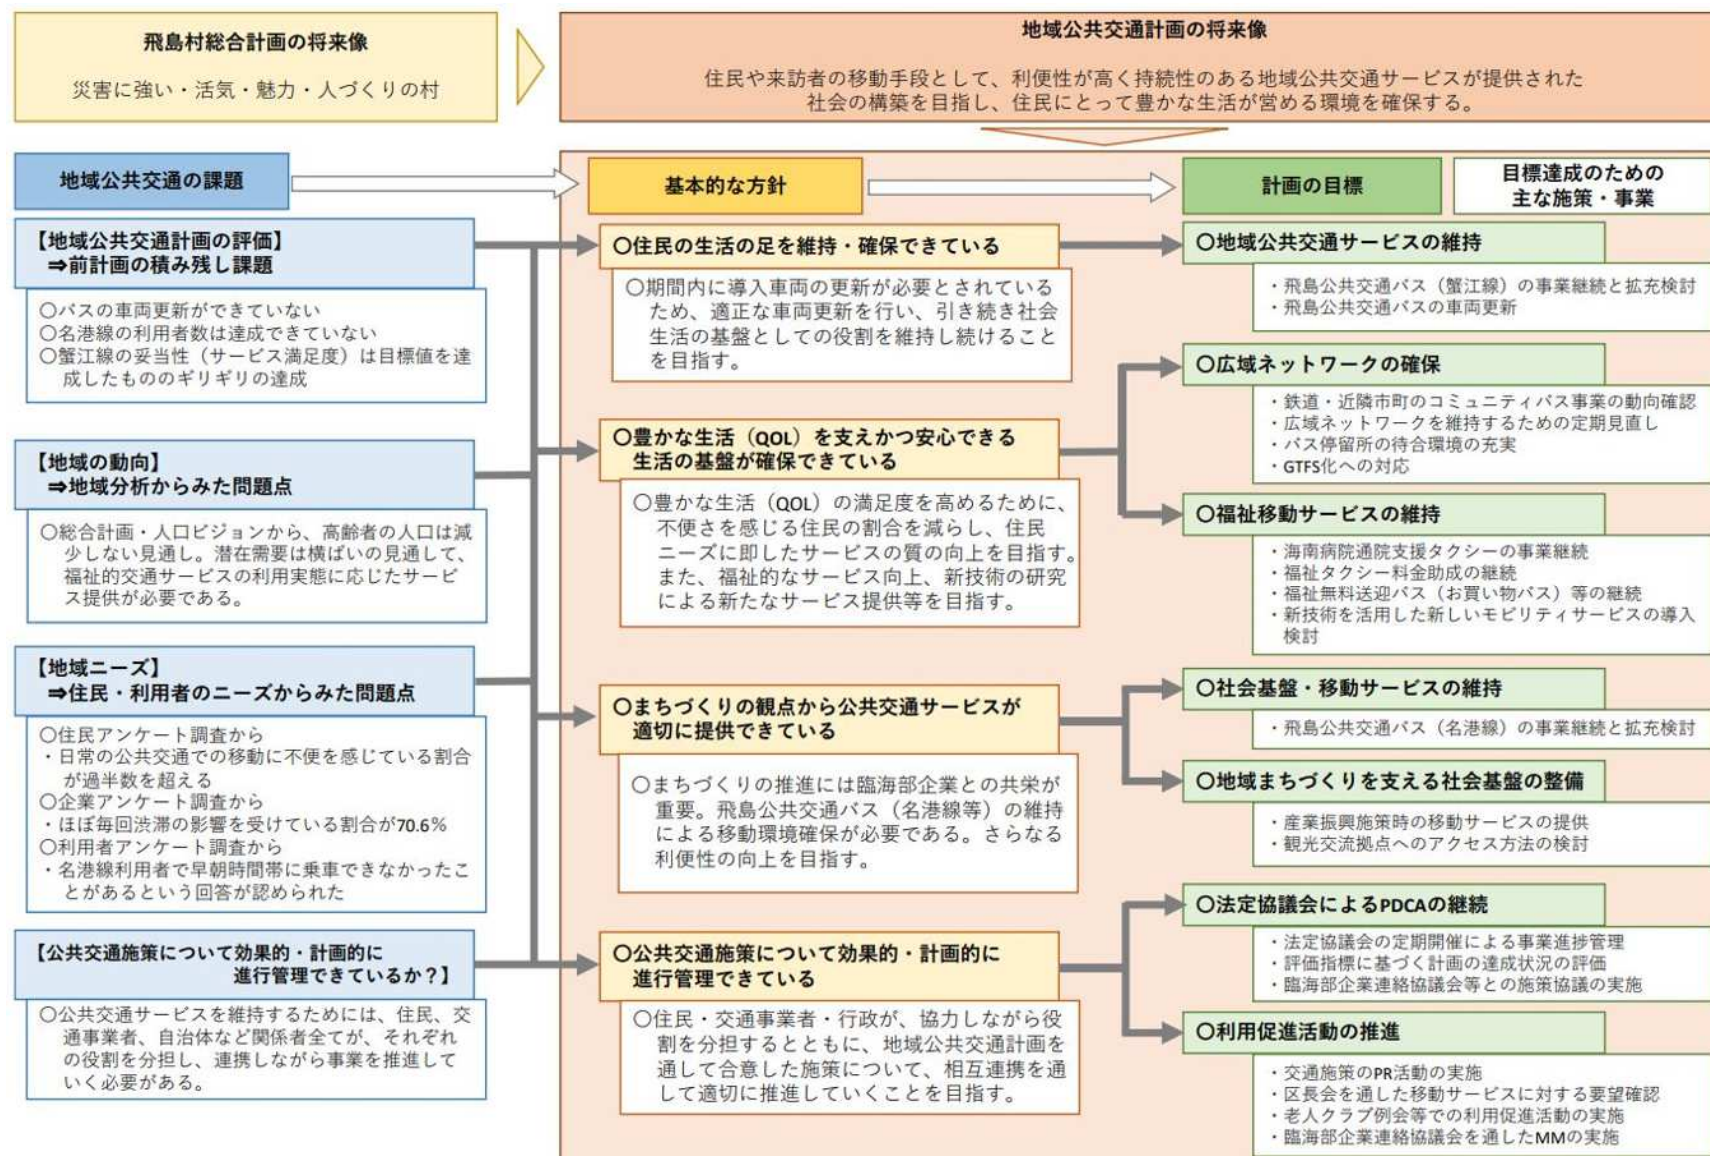 飛島村総合計画の将来像
災害に強い・活気・魅力・人づくりの村
地域公共交通計画の将来像
住民や来訪者の移動手段として、利便性が高く持続性のある地域公共交通サービスが提供された
社会の構築を目指し、住民にとって豊かな生活が営める環境を確保する。
地域公共交通の課題
基本的な方針
計画の目標
目標達成のための
主な施策・事業
【地域公共交通計画の評価】
⇒前計画の積み残し課題
〇バスの車両更新ができていない
〇名港線の利用者数は達成できていない
〇蟹江線の妥当性（サービス満足度）は目標値を達
成したもののギリギリの達成
【地域の動向】
⇒地域分析からみた問題点
〇総合計画・人口ビジョンから、高齢者の人口は減
少しない見通し。潜在需要は横ばいの見通して、
福祉的交通サービスの利用実態に応じたサービ
ス提供が必要である。
【地域ニーズ】
⇒住民・利用者のニーズからみた問題点
〇住民アンケート調査から
・日常の公共交通での移動に不便を感じている割合
が過半数を超える
〇企業アンケート調査から
・ほぼ毎回渋滞の影響を受けている割合が70.6％
〇利用者アンケート調査から
・名港線利用者で早朝時間帯に乗車できなかったこ
とがあるという回答が認められた
【公共交通施策について効果的・計画的に
進行管理できているか？】
〇公共交通サービスを維持するためには、住民、交
通事業者、自治体など関係者全てが、それぞれ
の役割を分担し、連携しながら事業を推進して
いく必要がある。
〇住民の生活の足を維持・確保できている
〇期間内に導入車両の更新が必要とされている
ため、適正な車両更新を行い、引き続き社会
生活の基盤としての役割を維持し続けること
を目指す。
〇豊かな生活（QOL）を支えかつ安心できる
生活の基盤が確保できている
〇豊かな生活（QOL）の満足度を高めるために、
不便さを感じる住民の割合を減らし、住民
ニーズに即したサービスの質の向上を目指す。
また、福祉的なサービス向上、新技術の研究
による新たなサービス提供等を目指す。
〇まちづくりの観点から公共交通サービスが
適切に提供できている
〇まちづくりの推進には臨海部企業との共栄が
重要。飛島公共交通バス（名港線等）の維持
による移動環境確保が必要である。さらなる
利便性の向上を目指す。
〇公共交通施策について効果的・計画的に
進行管理できている
〇住民・交通事業者・行政が、協力しながら役
割を分担するとともに、地域公共交通計画を
通して合意した施策について、相互連携を通
して適切に推進していくことを目指す。
〇地域公共交通サービスの維持
・飛島公共交通バス（蟹江線）の事業継続と拡充検討
・飛島公共交通バスの車両更新
〇広域ネットワークの確保
・鉄道・近隣市町のコミュニティバス事業の動向確認
・広域ネットワークを維持するための定期見直し
・バス停留所の待合環境の充実
・GTFS化への対応
〇福祉移動サービスの維持
・海南病院通院支援タクシーの事業継続
・福祉タクシー料金助成の継続
・福祉無料送迎バス（お買い物バス）等の継続
・新技術を活用した新しいモビリティサービスの導入
検討
〇社会基盤・移動サービスの維持
・飛島公共交通バス（名港線）の事業継続と拡充検討
〇地域まちづくりを支える社会基盤の整備
・産業振興施策時の移動サービスの提供
・観光交流拠点へのアクセス方法の検討
〇法定協議会によるPDCAの継続
・法定協議会の定期開催による事業進捗管理
・評価指標に基づく計画の達成状況の評価
・臨海部企業連絡協議会等との施策協議の実施
〇利用促進活動の推進
・交通施策のPR活動の実施
・区長会を通した移動サービスに対する要望確認
・老人クラブ例会等での利用促進活動の実施
・臨海部企業連絡協議会を通したMMの実施